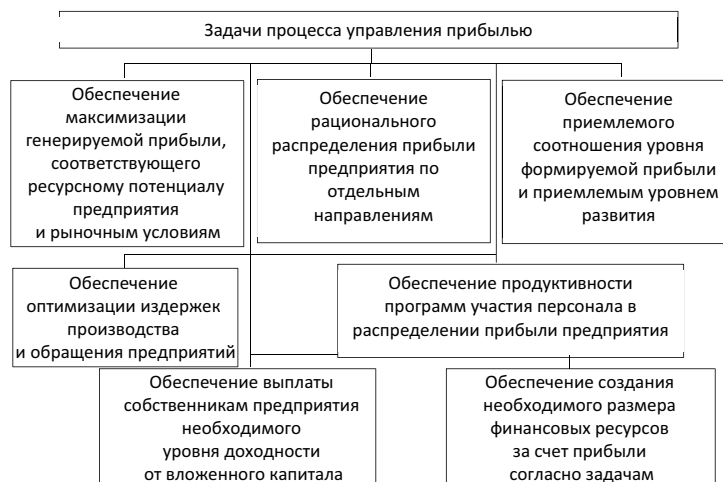 Задачи процесса управления прибылью
Обеспечение
максимизации
генерируемой прибыли,
соответствующего
ресурсному потенциалу
предприятия
и рыночным условиям
Обеспечение
рационального
распределения прибыли
предприятия по
отдельным
направлениям
Обеспечение
приемлемого
соотношения уровня
формируемой прибыли
и приемлемым уровнем
развития
Обеспечение
оптимизации издержек
производства
и обращения предприятий
Обеспечение продуктивности
программ участия персонала в
распределении прибыли предприятия
Обеспечение выплаты
собственникам предприятия
необходимого
уровня доходности
от вложенного капитала
Обеспечение создания
необходимого размера
финансовых ресурсов
за счет прибыли
согласно задачам